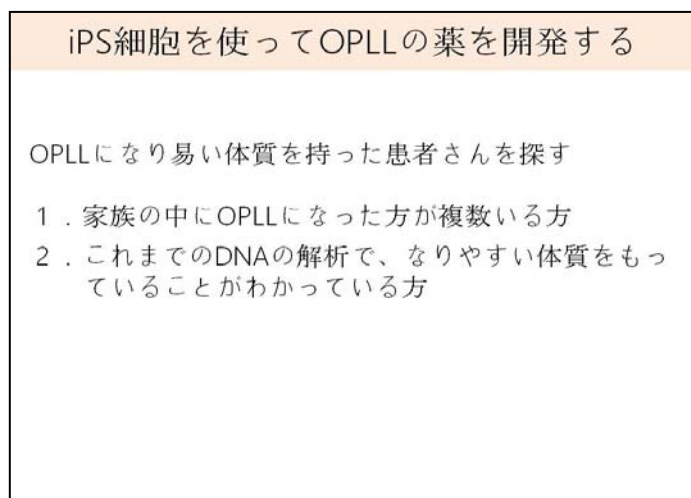 iPS細胞を使ってOPLLの薬を開発する
OPLLになり易い体質を持った患者さんを探す
１．家族の中にOPLLになった方が複数いる方
２．これまでのDNAの解析で、なりやすい体質をもっ
ていることがわかっている方